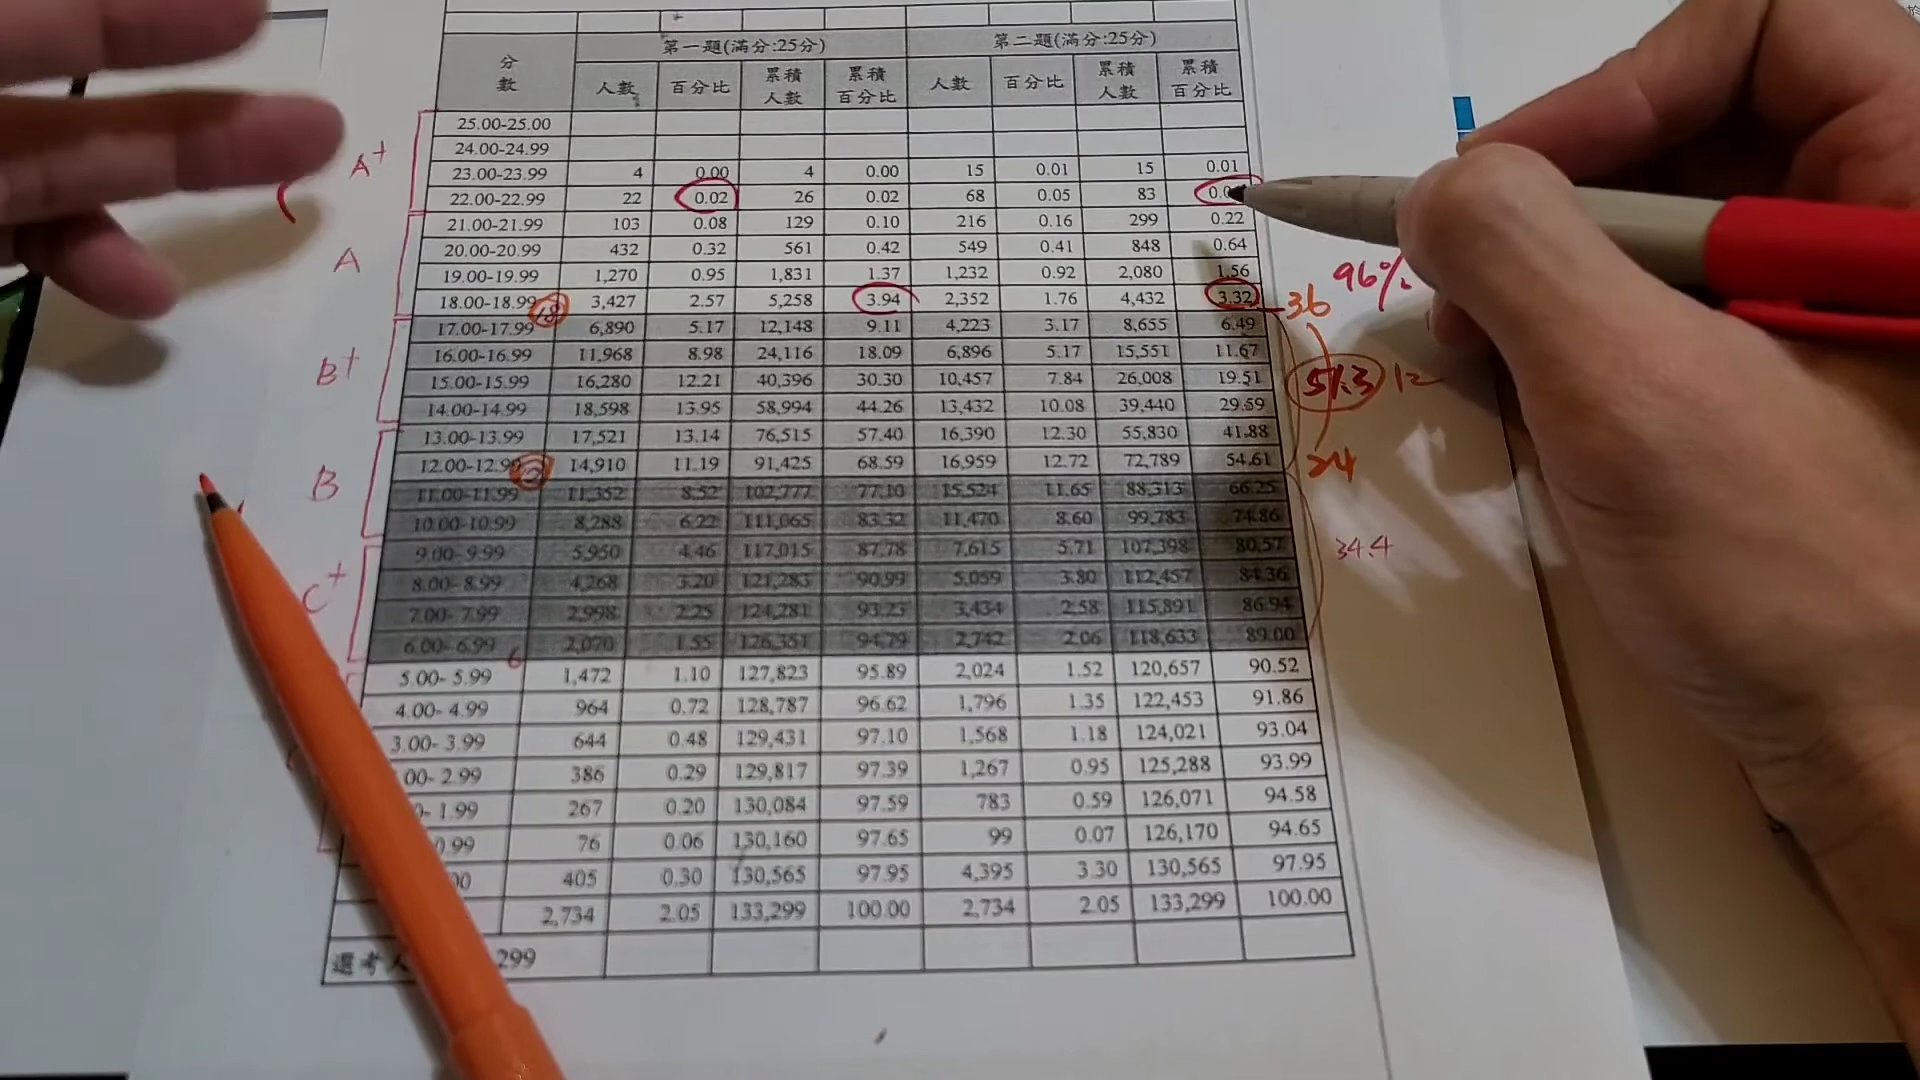 第一題(滿分:25分) 第二題(滿分:25分)
分數 人數 百分比 累積人數 累積百分比 人數 百分比 累積人數 累積百分比
25.00-25.00
24.00-24.99
A+ 23.00-23.99 4 0.00 4 0.00 15 0.01 15 0.01
22.00-22.99 22 0.02 26 0.02 68 0.05 83
21.00-21.99 103 0.08 129 0.10 216 0.16 299 0.22
A 20.00-20.99 432 0.32 561 0.42 549 0.41 848 0.64
19.00-19.99 1,270 0.95 1,831 1.37 1,232 0.92 2,080 1.56 96%
18.00-18.99 18 3,427 2.57 5,258 3.94 2,352 1.76 4,432 3.32 36
17.00-17.99 6,890 5.17 12,148 9.11 4,223 3.17 8,655 6.49
B+ 16.00-16.99 11,968 8.98 24,116 18.09 6,896 5.17 15,551 11.67
15.00-15.99 16,280 12.21 40,396 30.30 10,457 7.84 26,008 19.51 51.3 12
14.00-14.99 18,598 13.95 58,994 44.26 13,432 10.08 39,440 29.59
13.00-13.99 17,521 13.14 76,515 57.40 16,390 12.30 55,830 41.88
B 12.00-12.99 14,910 11.19 91,425 68.59 16,959 12.72 72,789 54.61 24
11.00-11.99 11,352 8.52 102,777 77.10 15,524 11.65 88,313 66.25
10.00-10.99 8,288 6.22 111,065 83.32 11,470 8.60 99,783 74.86
9.00- 9.99 5,950 4.46 117,015 87.78 7,615 5.71 107,398 80.57 34.4
C+ 8.00- 8.99 4,268 3.20 121,283 90.99 5,059 3.80 112,457 84.36
7.00- 7.99 2,998 2.25 124,281 93.23 3,434 2.58 115,891 86.94
6.00- 6.99 6 2,070 1.55 126,351 94.79 2,742 2.06 118,633 89.00
5.00- 5.99 1,472 1.10 127,823 95.89 2,024 1.52 120,657 90.52
4.00- 4.99 964 0.72 128,787 96.62 1,796 1.35 122,453 91.86
3.00- 3.99 644 0.48 129,431 97.10 1,568 1.18 124,021 93.04
.00- 2.99 386 0.29 129,817 97.39 1,267 0.95 125,288 93.99
- 1.99 267 0.20 130,084 97.59 783 0.59 126,071 94.58
0.99 76 0.06 130,160 97.65 99 0.07 126,170 94.65
00 405 0.30 130,565 97.95 4,395 3.30 130,565 97.95
2,734 2.05 133,299 100.00 2,734 2.05 133,299 100.00
選考人 299